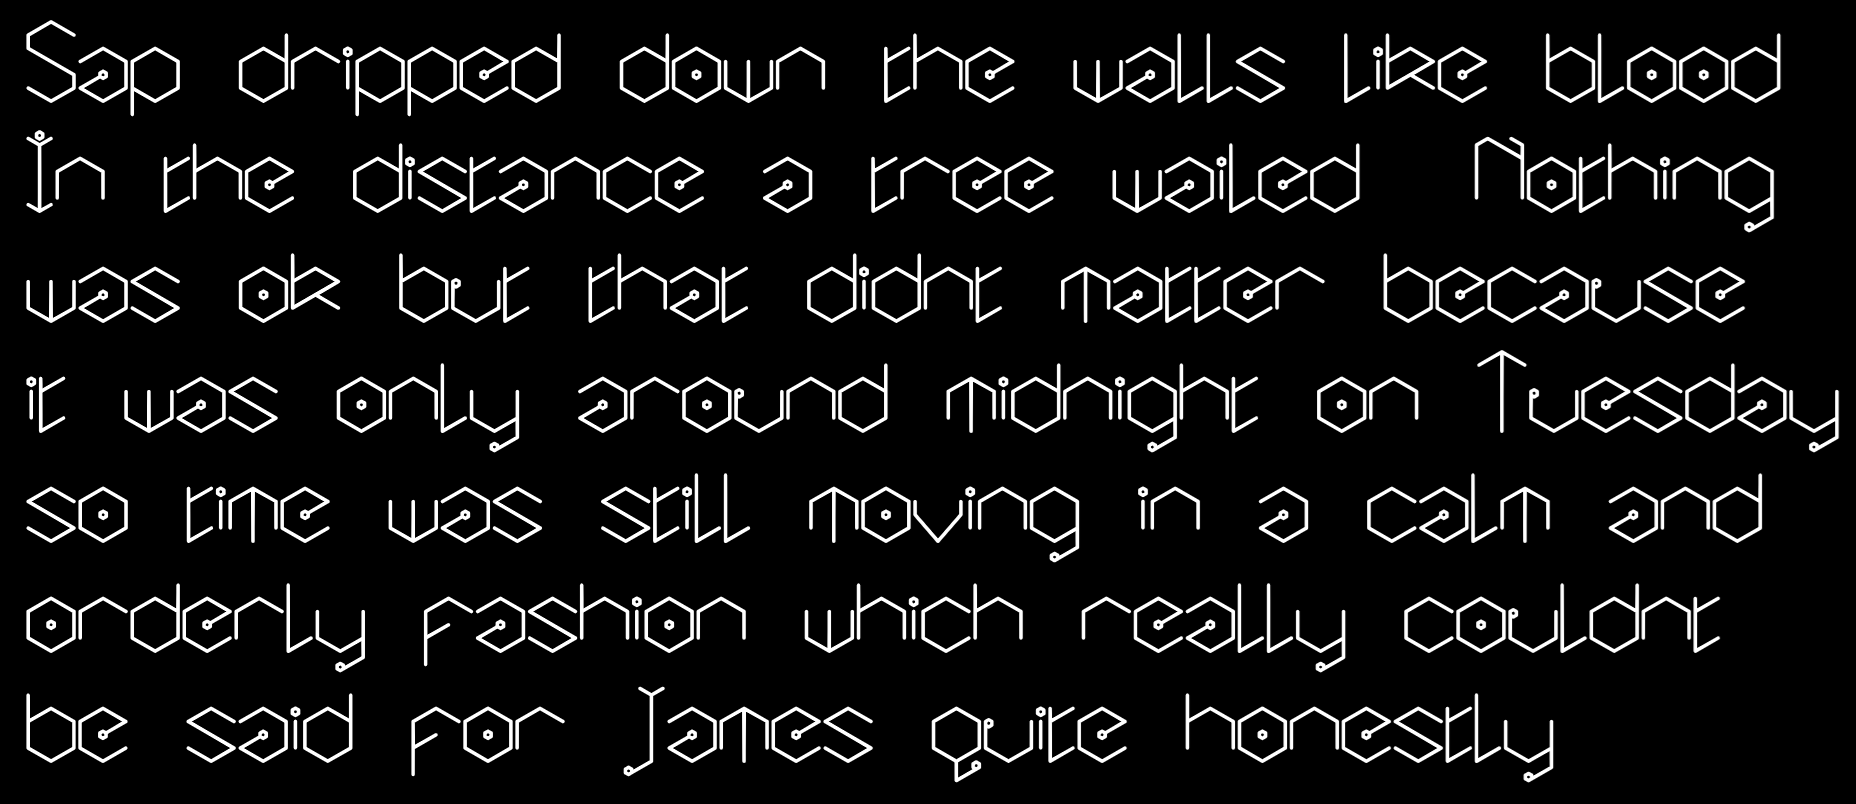 Sap dripped down the walls like blood
In the distance a tree wailed Nothing
was ok but that didnt matter because
it was only around midnight on Tuesday
so time was still moving in a calm and
orderly fashion which really couldnt
be said for James Quite honestly